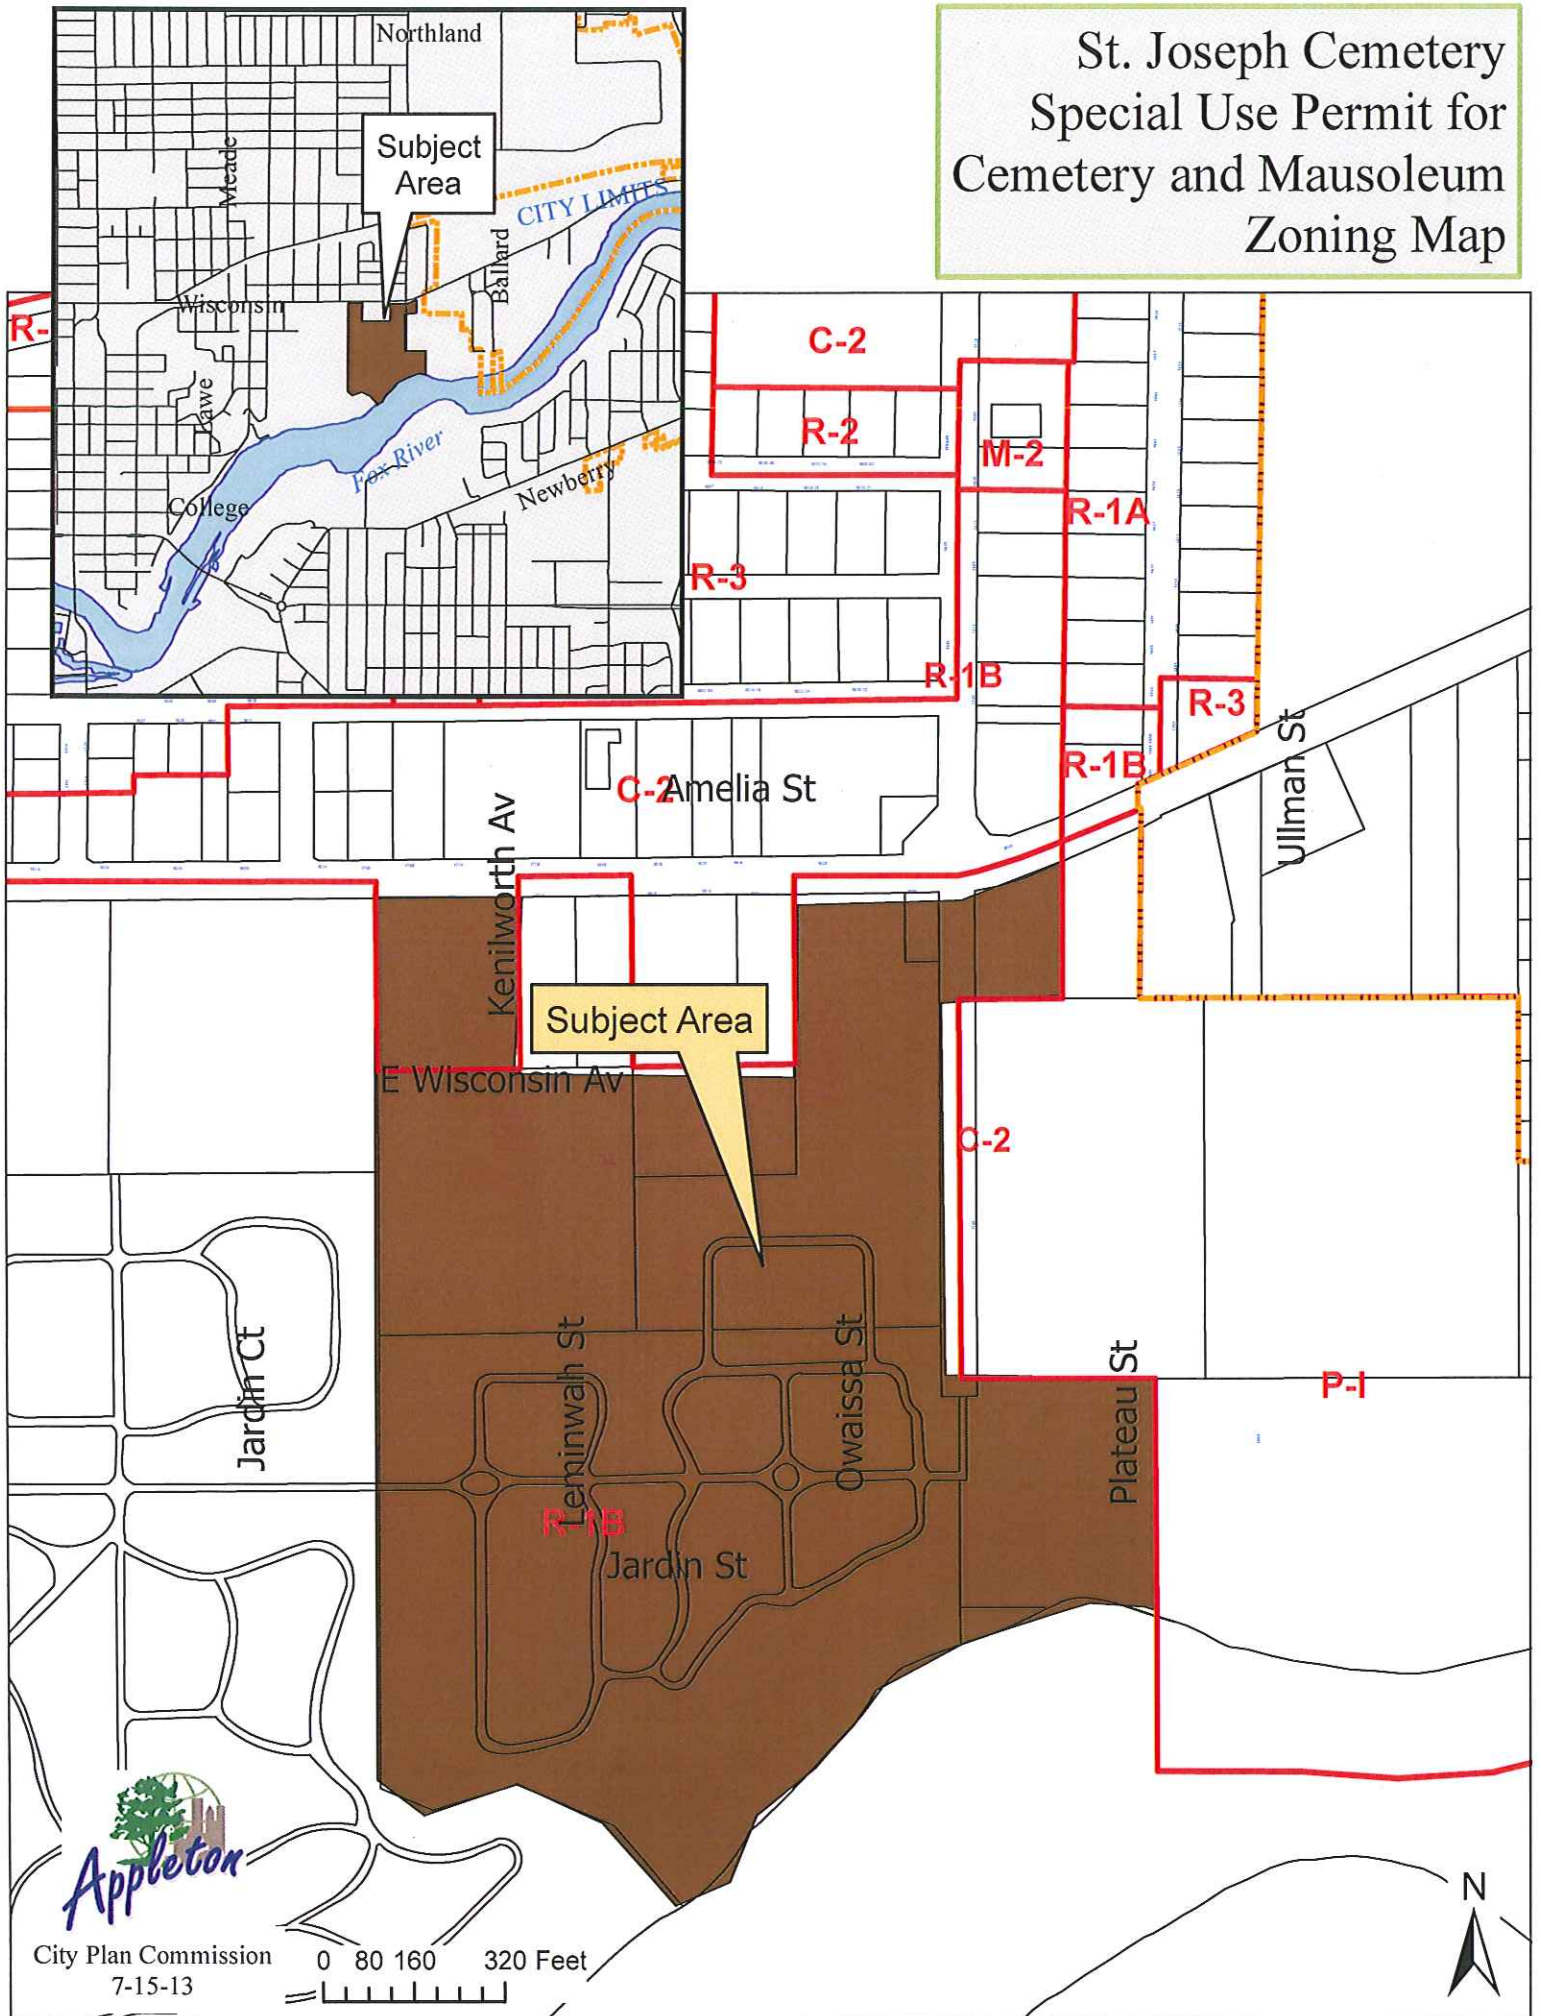 St. Joseph Cemetery
Special Use Permit for
Cemetery and Mausoleum
Zoning Map
Northland
Meade
Subject
Area
CITY LIMITS
Ballard
Wisconsin
Lawe
Fox River
College
Newberry
R-
C-2
R-2
M-2
R-1A
R-3
R-1B
R-3
R-1B
Ullman St
C-2
Amelia St
Kenilworth Av
Subject Area
E Wisconsin Av
C-2
Jardin Ct
Leminwah St
Owaissa St
Plateau St
P-I
R-1B
Jardin St
Appleton
City Plan Commission
7-15-13
0 80 160 320 Feet
N